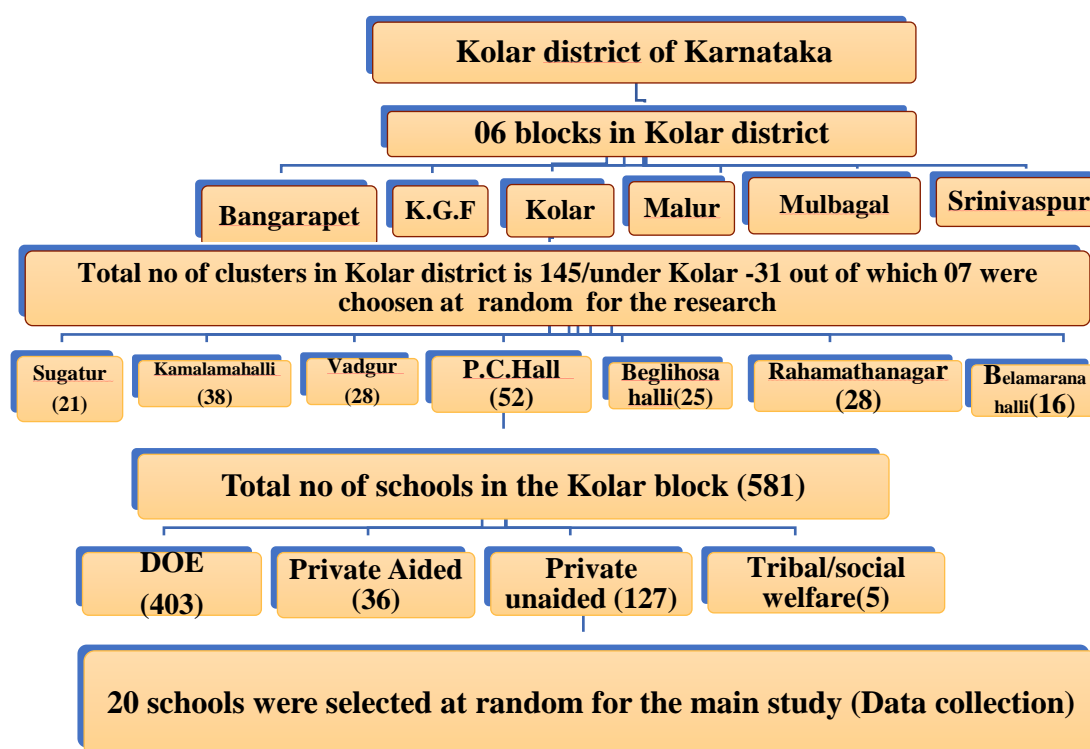 Kolar district of Karnataka
06 blocks in Kolar district
Bangarapet
K.G.F
Kolar
Malur
Mulbagal
Srinivaspur
Total no of clusters in Kolar district is 145/under Kolar -31 out of which 07 were
choosen at random for the research
Sugatur
(21)
Kamalamahalli
(38)
Vadgur
(28)
P.C.Hall
(52)
Beglihosa
halli(25)
Rahamathanagar
(28)
Belamarana
halli(16)
Total no of schools in the Kolar block (581)
DOE
(403)
Private Aided
(36)
Private
unaided (127)
Tribal/social
welfare(5)
20 schools were selected at random for the main study (Data collection)